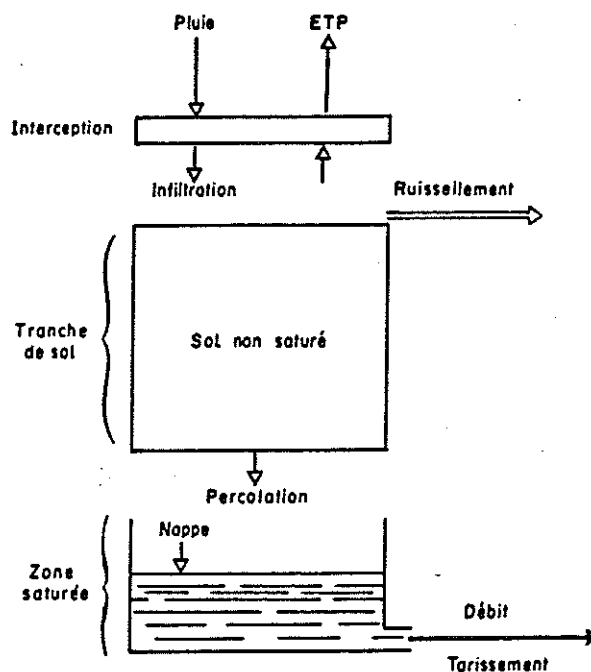 Pluie
ETP
Interception
Infiltration
Ruissellement
Tranche
de sol
Sol non saturé
Percolation
Nappe
Zone
saturée
Débit
Tarissement